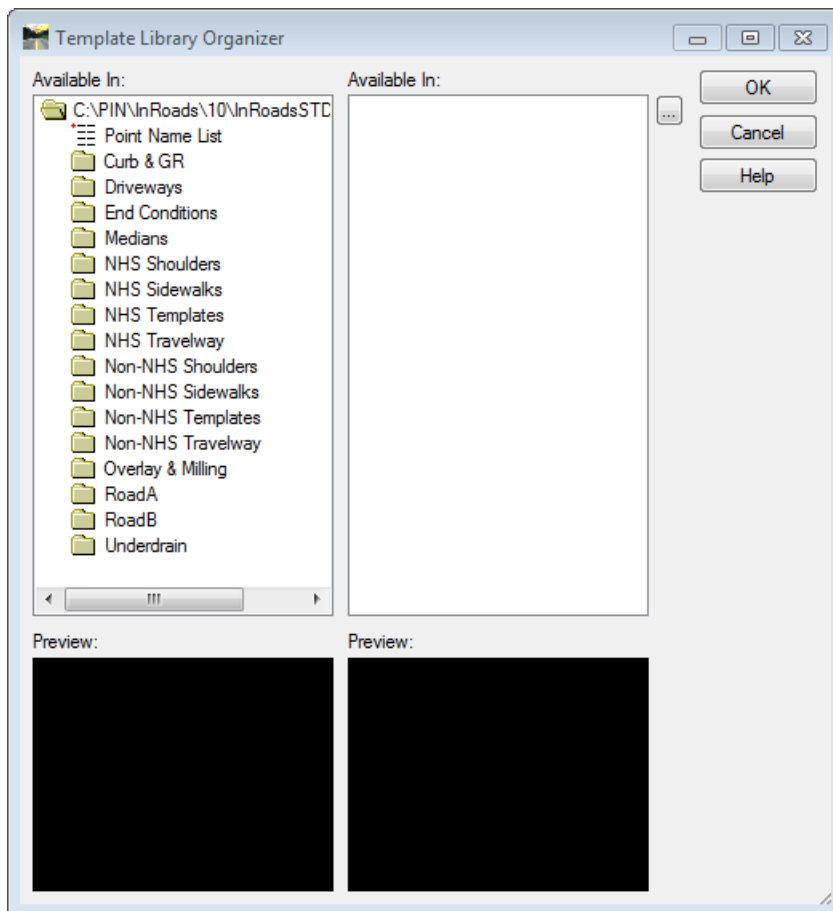 Template Library Organizer
Available In:
C:\PIN\InRoads\10\InRoadsSTD
Point Name List
Curb & GR
Driveways
End Conditions
Medians
NHS Shoulders
NHS Sidewalks
NHS Templates
NHS Travelway
Non-NHS Shoulders
Non-NHS Sidewalks
Non-NHS Templates
Non-NHS Travelway
Overlay & Milling
RoadA
RoadB
Underdrain
Available In:
...
OK
Cancel
Help
Preview:
Preview: